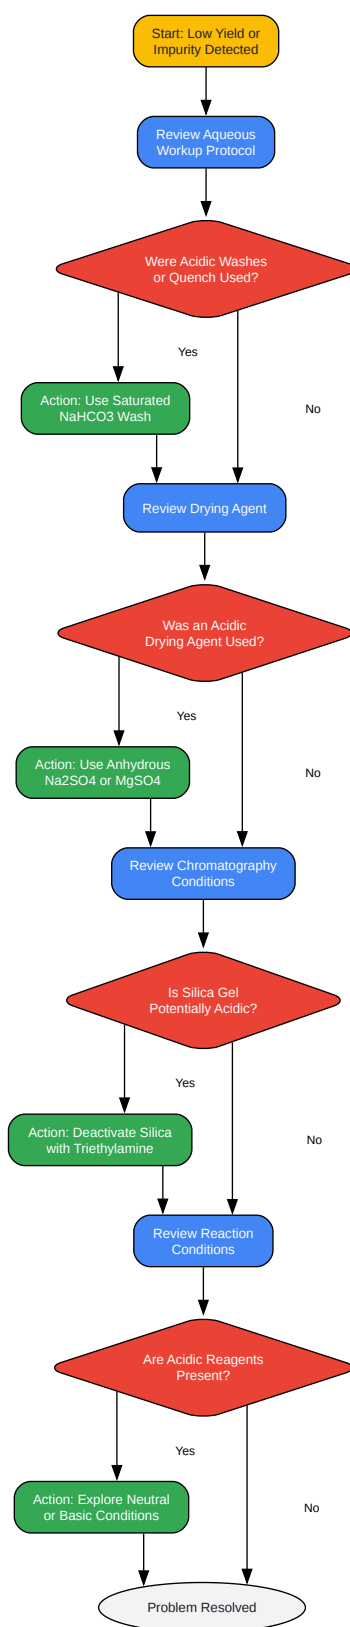 Start: Low Yield or
Impurity Detected
Review Aqueous
Workup Protocol
Were Acidic Washes
or Quench Used?
Yes
Action: Use Saturated
NaHCO3 Wash
No
Review Drying Agent
Was an Acidic
Drying Agent Used?
Yes
Action: Use Anhydrous
Na2SO4 or MgSO4
No
Review Chromatography
Conditions
Is Silica Gel
Potentially Acidic?
Yes
Action: Deactivate Silica
with Triethylamine
No
Review Reaction
Conditions
Are Acidic Reagents
Present?
Yes
Action: Explore Neutral
or Basic Conditions
No
Problem Resolved